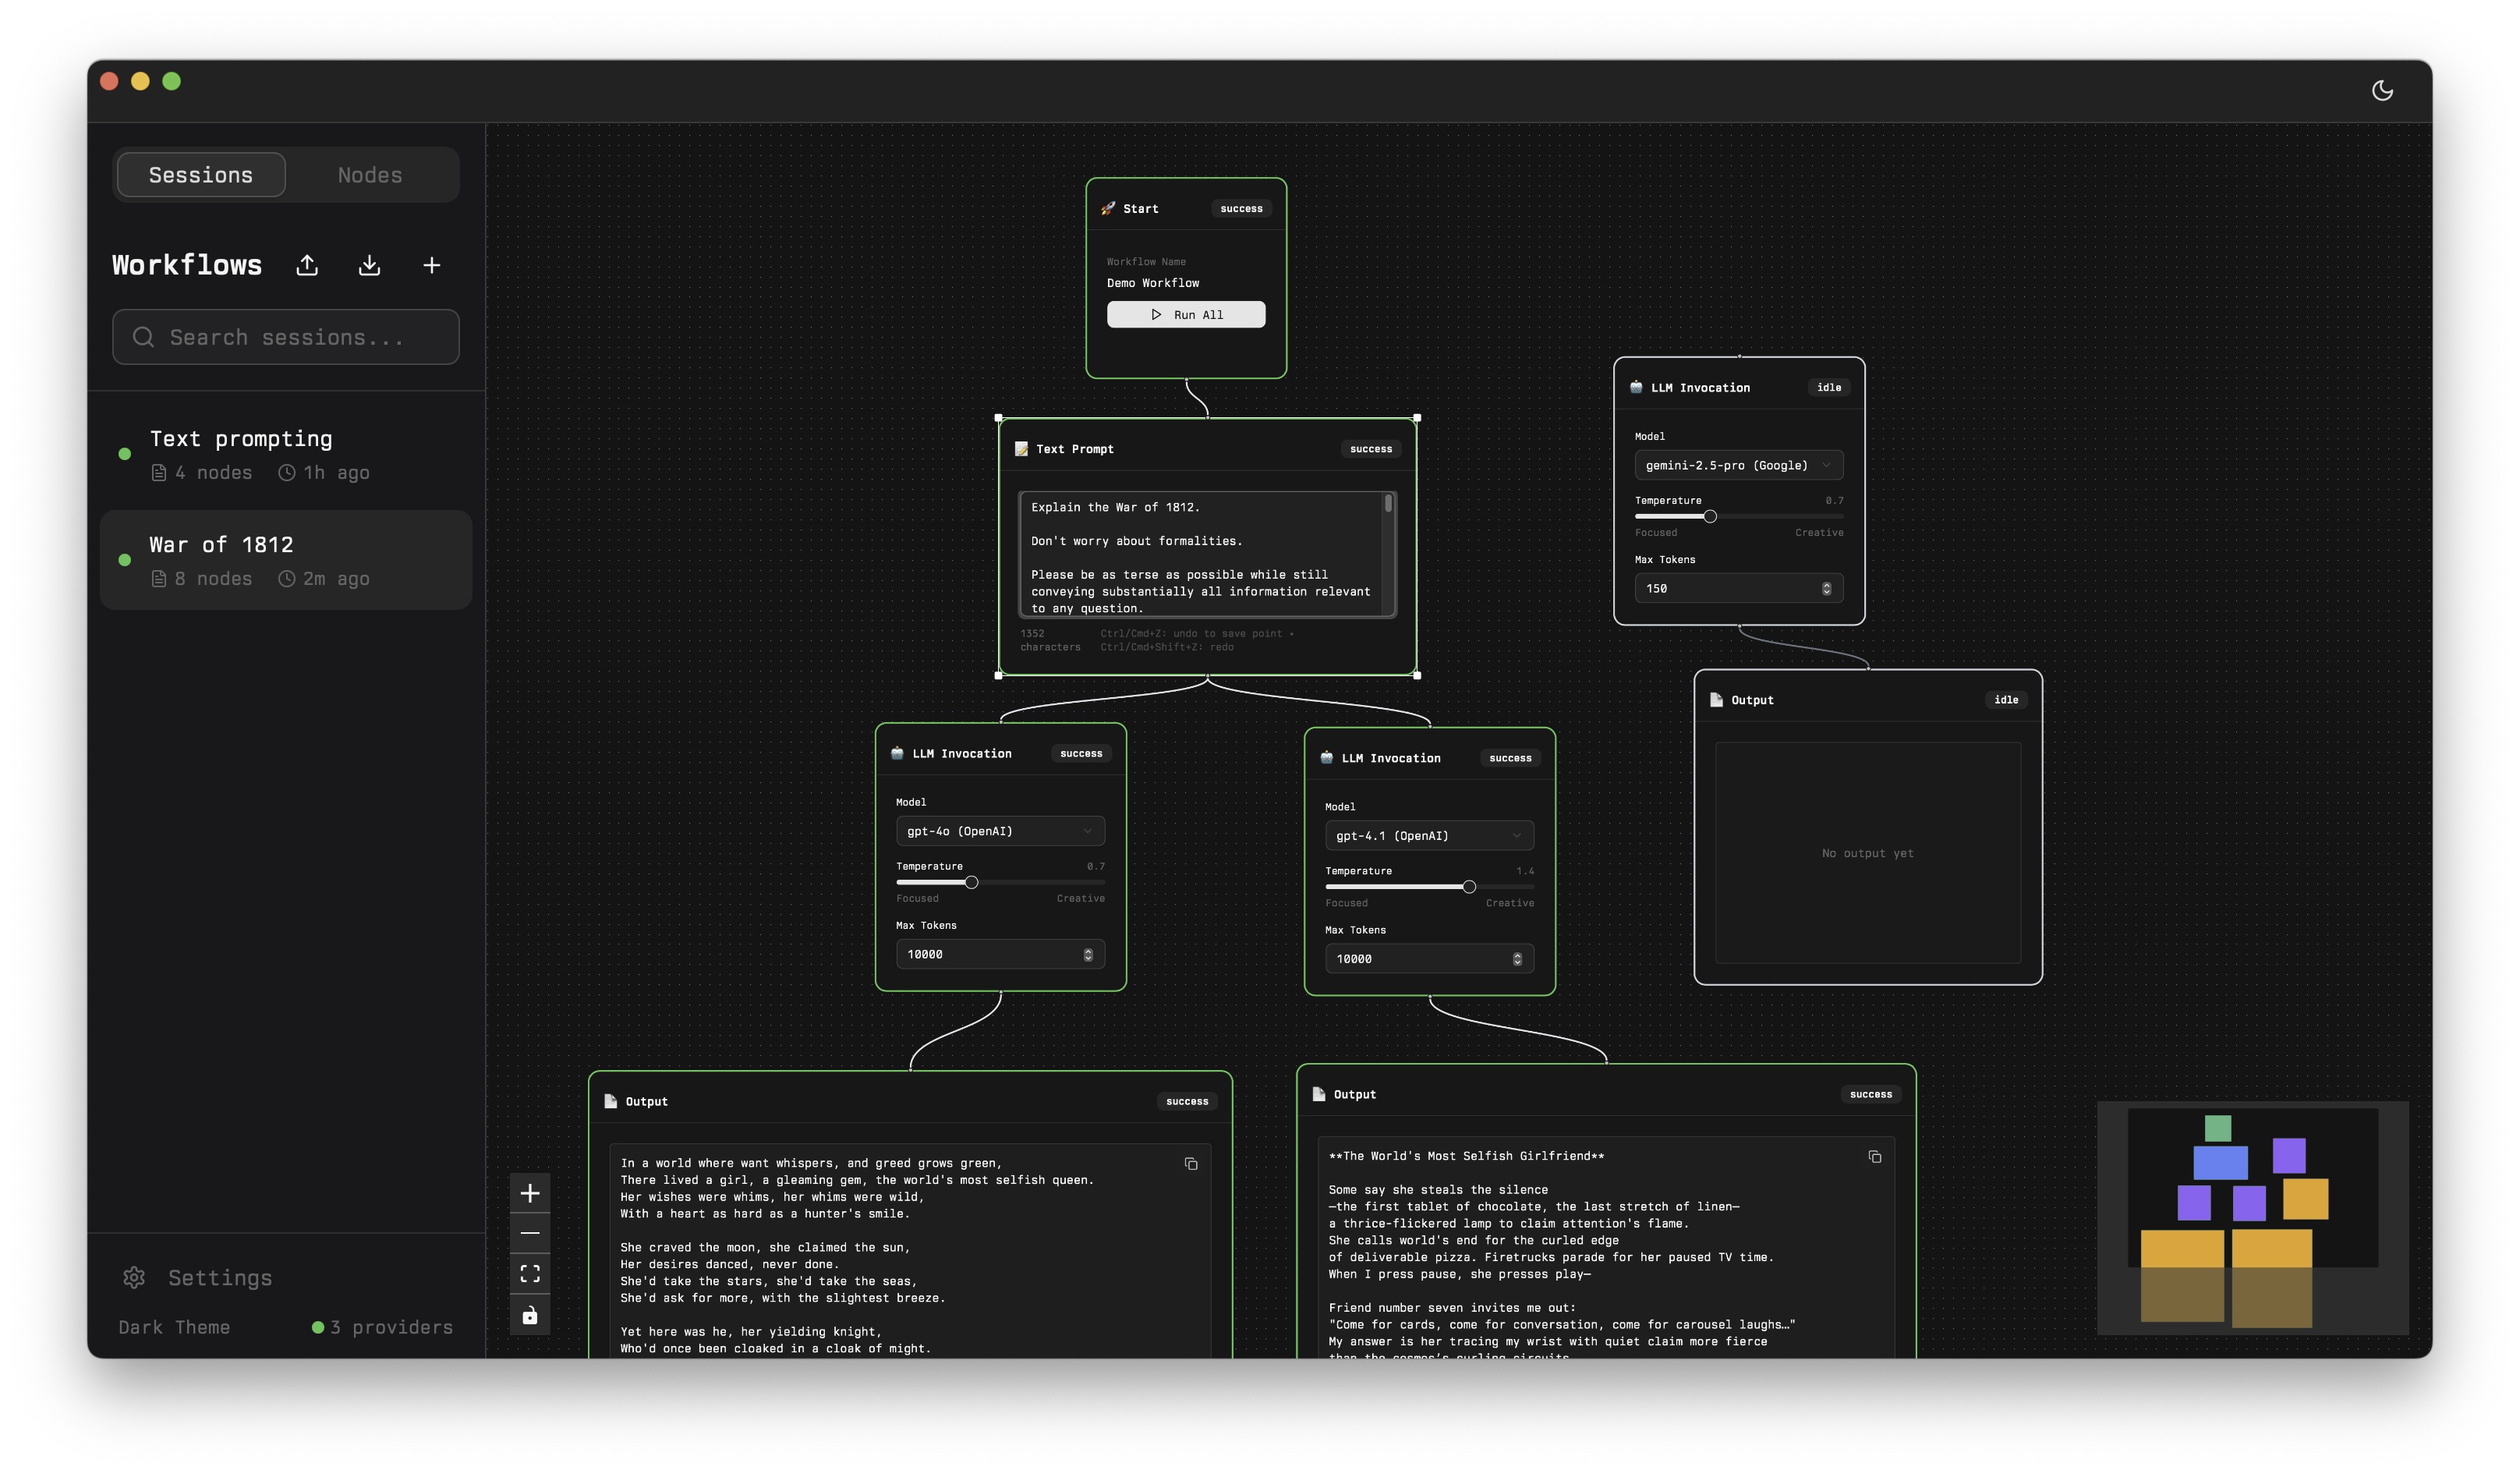 Sessions
Nodes
Workflows
Search sessions...
Text prompting
4 nodes 1h ago
War of 1812
8 nodes 2m ago
Settings
Dark Theme
3 providers
Start
success
Workflow Name
Demo Workflow
Run All
Text Prompt
success
Explain the War of 1812.
Don't worry about formalities.
Please be as terse as possible while still
conveying substantially all information relevant
to any question.
1352
characters
Ctrl/Cmd+Z: undo to save point •
Ctrl/Cmd+Shift+Z: redo
LLM Invocation
idle
Model
gemini-2.5-pro (Google)
Temperature
0.7
Focused
Creative
Max Tokens
150
Output
idle
No output yet
LLM Invocation
success
Model
gpt-4o (OpenAI)
Temperature
0.7
Focused
Creative
Max Tokens
10000
LLM Invocation
success
Model
gpt-4.1 (OpenAI)
Temperature
1.4
Focused
Creative
Max Tokens
10000
Output
success
In a world where want whispers, and greed grows green,
There lived a girl, a gleaming gem, the world's most selfish queen.
Her wishes were whims, her whims were wild,
With a heart as hard as a hunter's smile.
She craved the moon, she claimed the sun,
Her desires danced, never done.
She'd take the stars, she'd take the seas,
She'd ask for more, with the slightest breeze.
Yet here was he, her yielding knight,
Who'd once been cloaked in a cloak of might.
Output
success
**The World's Most Selfish Girlfriend**
Some say she steals the silence
—the first tablet of chocolate, the last stretch of linen—
a thrice-flickered lamp to claim attention's flame.
She calls world's end for the curled edge
of deliverable pizza. Firetrucks parade for her paused TV time.
When I press pause, she presses play—
Friend number seven invites me out:
"Come for cards, come for conversation, come for carousel laughs…"
My answer is her tracing my wrist with quiet claim more fierce
than the cosmos's curling circuits